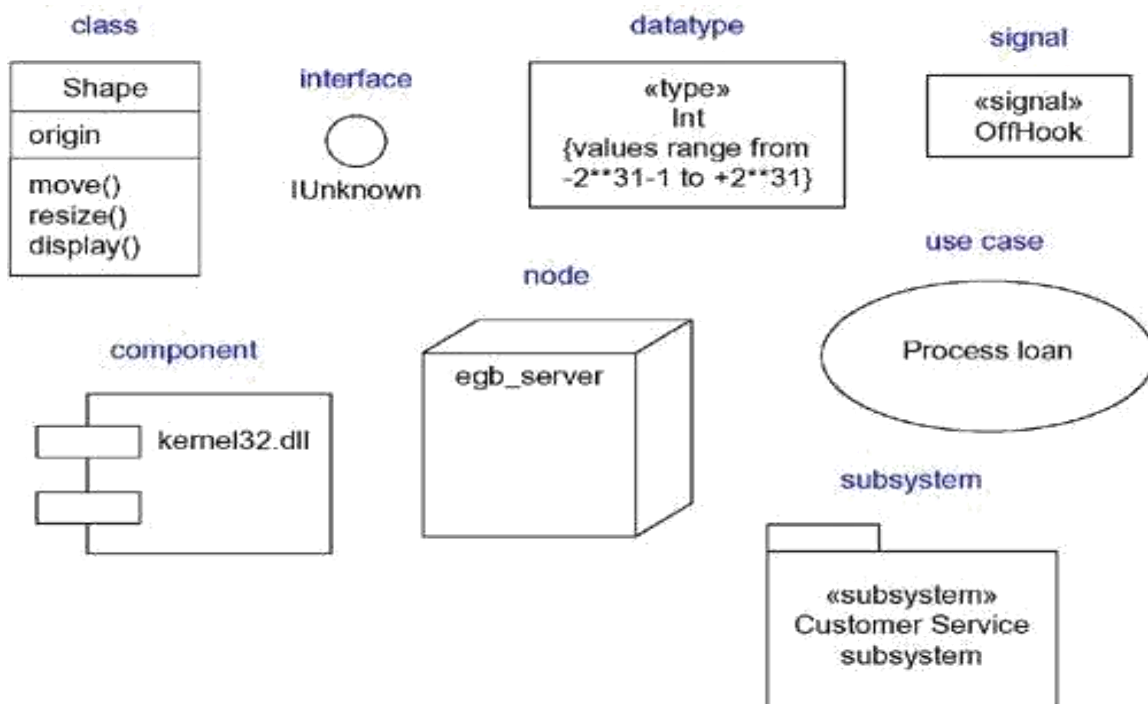 class
Shape
origin
move()
resize()
display()
interface
IUnknown
datatype
«type»
Int
{values range from
-2**31-1 to +2**31}
signal
«signal»
OffHook
use case
Process loan
node
egb_server
component
kernel32.dll
subsystem
«subsystem»
Customer Service
subsystem